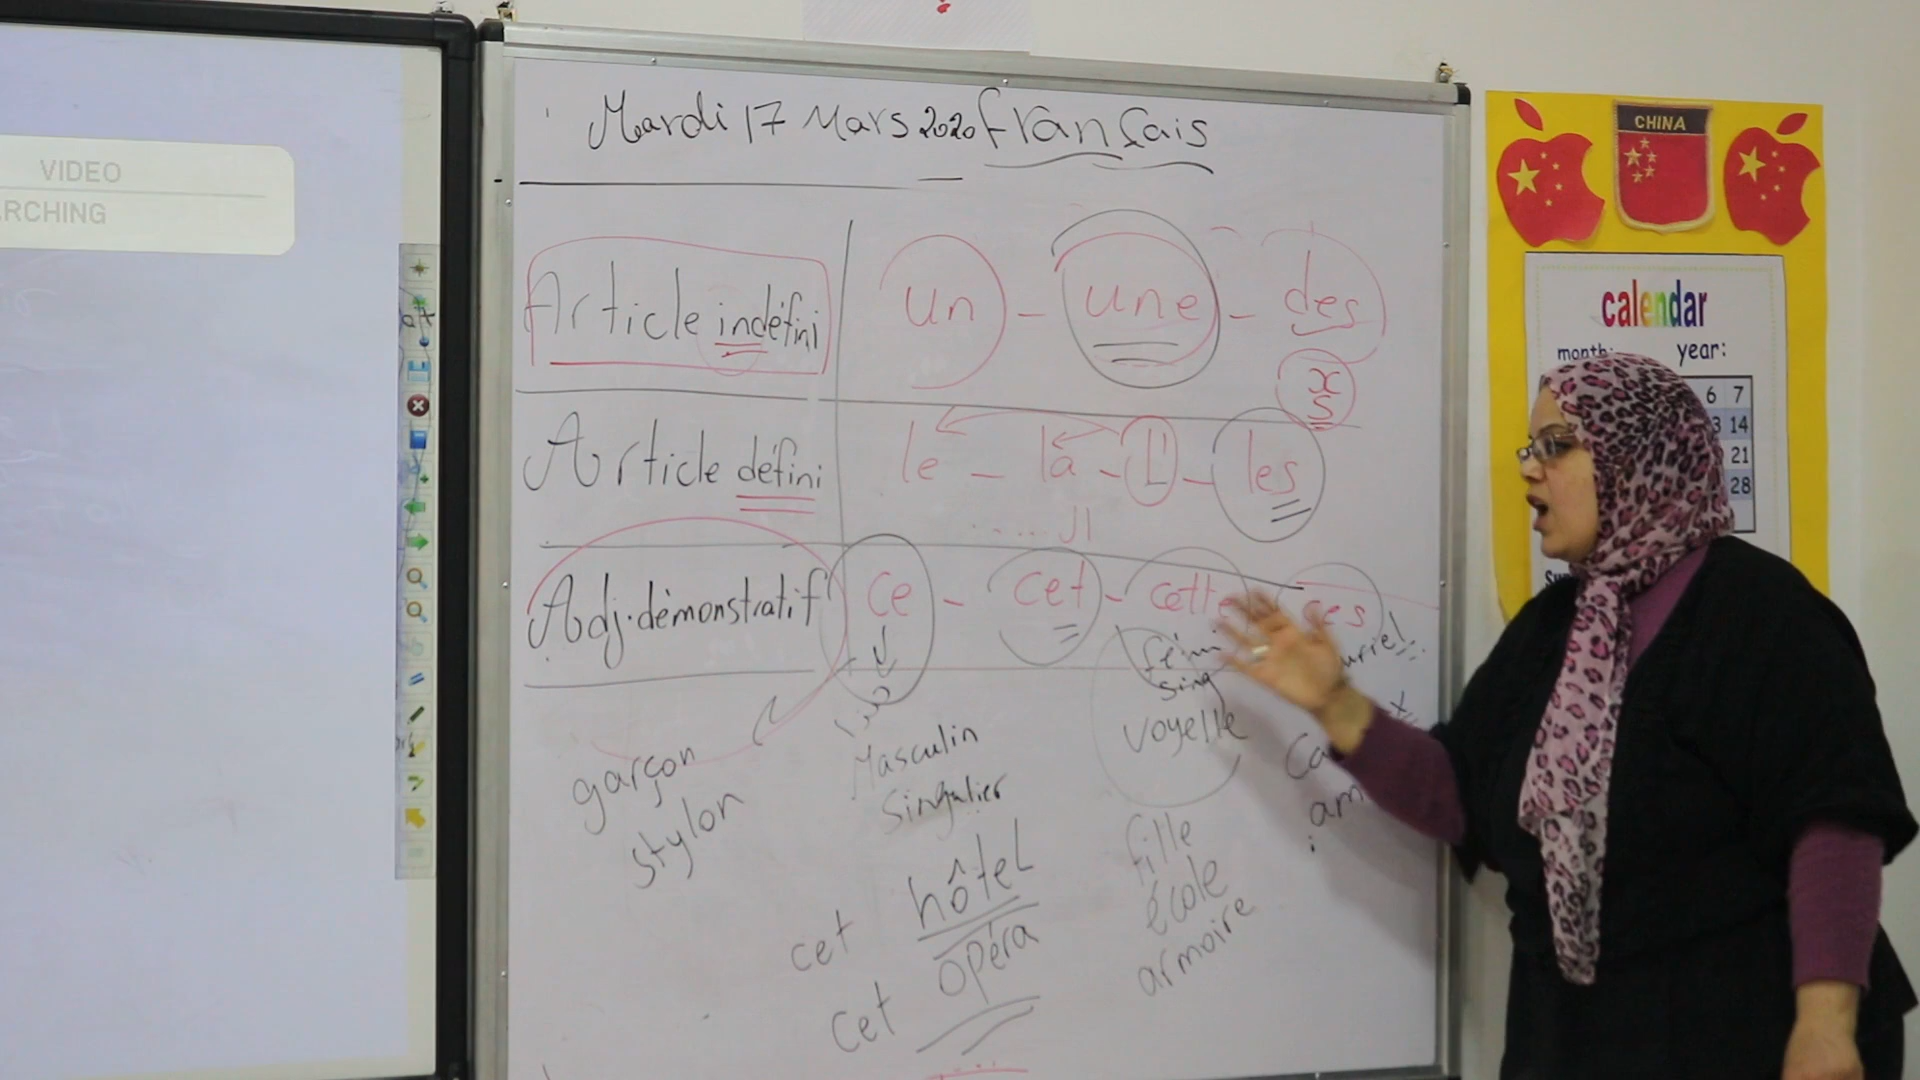 VIDEO
RCHING
Mardi 17 Mars 2020 français
Article indéfini
un - une - des
x
s
Article défini
le - la - L' - les
ال
Adj. démonstratif
ce - cet - cette ces
sing
voyelle
garçon
stylon
Masculin
Singulier
fille
école
armoire
cet hôtel
cet opéra
CHINA
calendar
month:
year:
6 7
14
21
28